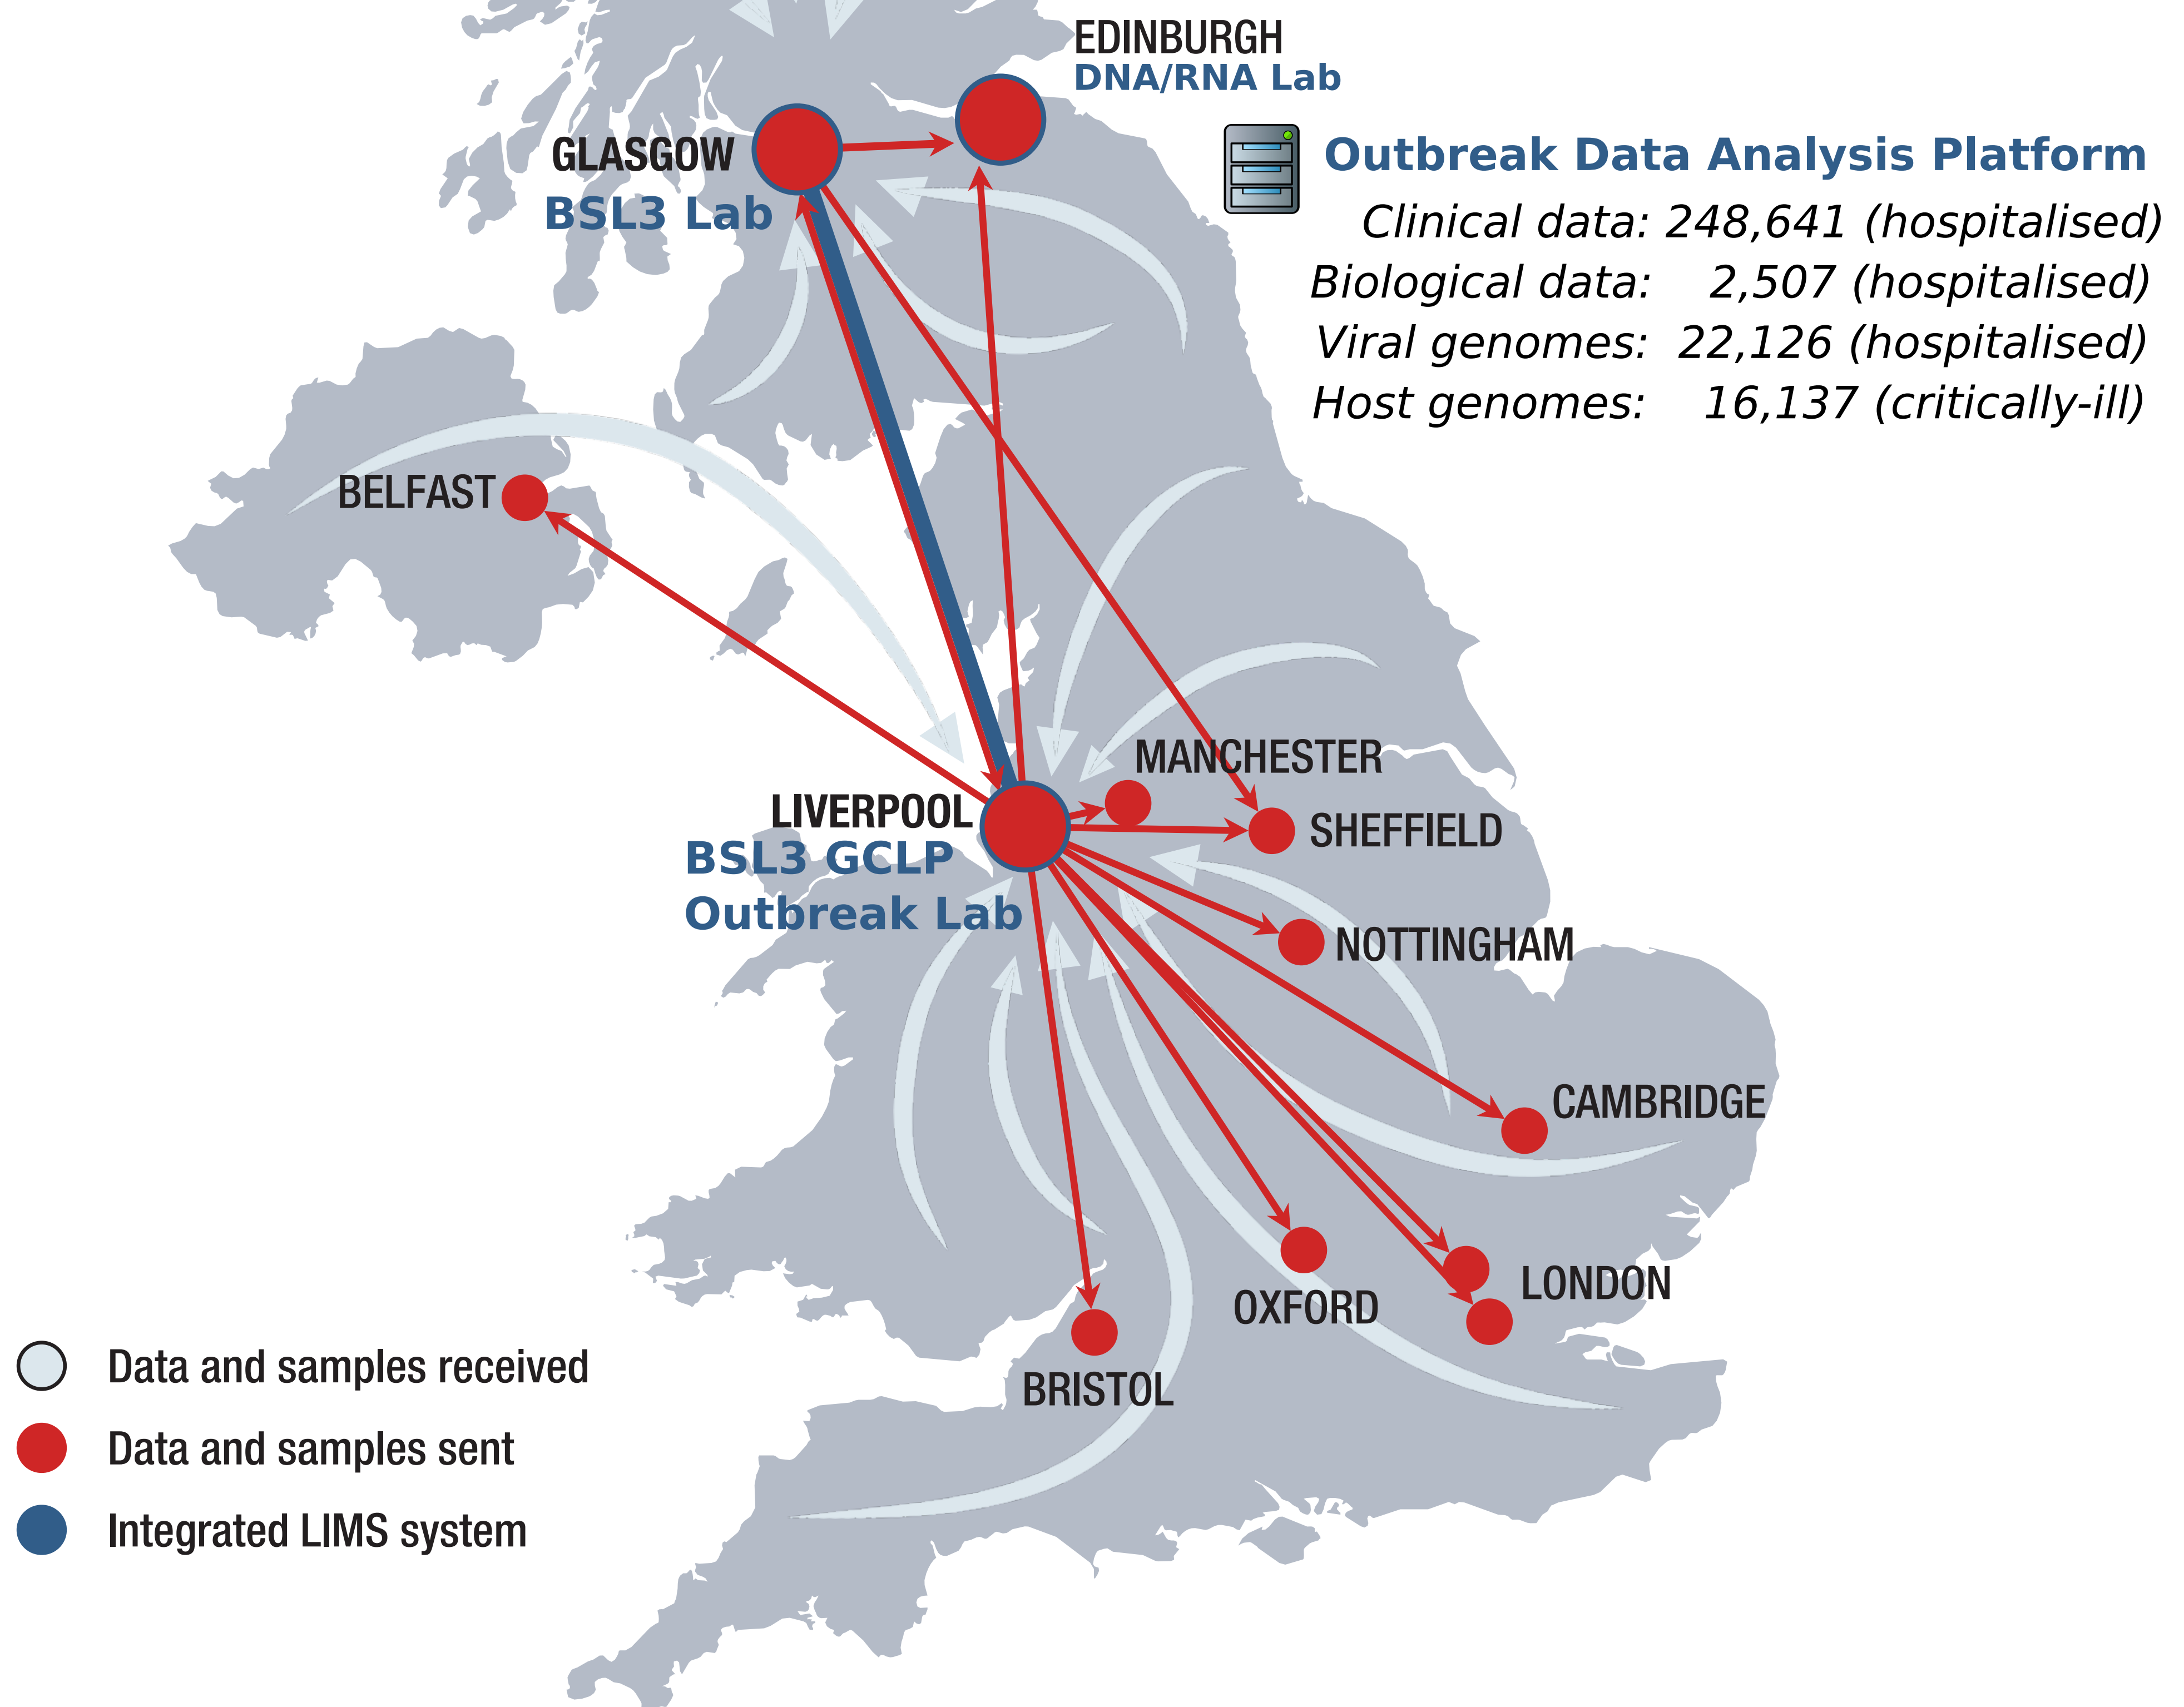 EDINBURGH
DNA/RNA Lab
GLASGOW
BSL3 Lab
Outbreak Data Analysis Platform
Clinical data: 248,641 (hospitalised)
Biological data: 2,507 (hospitalised)
Viral genomes: 22,126 (hospitalised)
Host genomes: 16,137 (critically-ill)
BELFAST
MANCHESTER
LIVERPOOL
BSL3 GCLP
Outbreak Lab
SHEFFIELD
NOTTINGHAM
CAMBRIDGE
LONDON
OXFORD
BRISTOL
Data and samples received
Data and samples sent
Integrated LIMS system